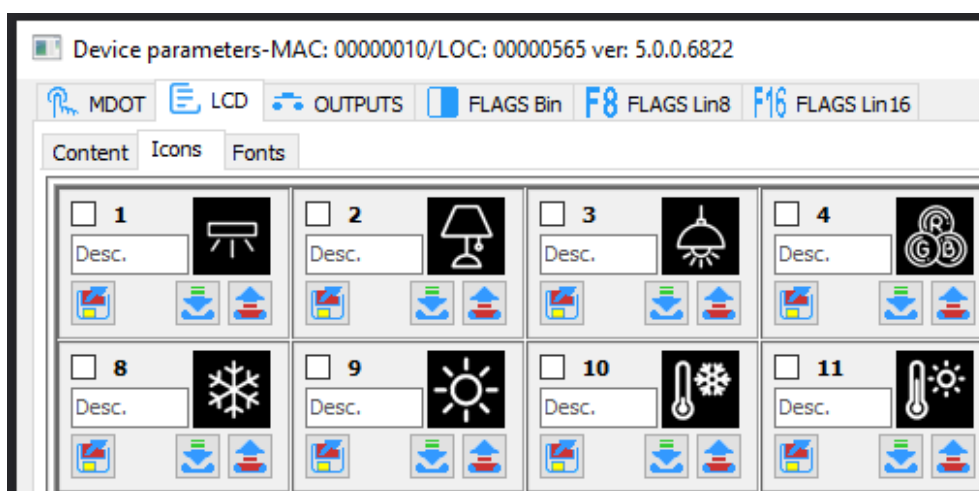 Device parameters-MAC: 00000010/LOC: 00000565 ver: 5.0.0.6822
MDOT LCD OUTPUTS FLAGS Bin F8 FLAGS Lin8 F16 FLAGS Lin16
Content Icons Fonts
1 2 3 4
R G B
Desc. Desc. Desc. Desc.
8 9 10 11
Desc. Desc. Desc. Desc.